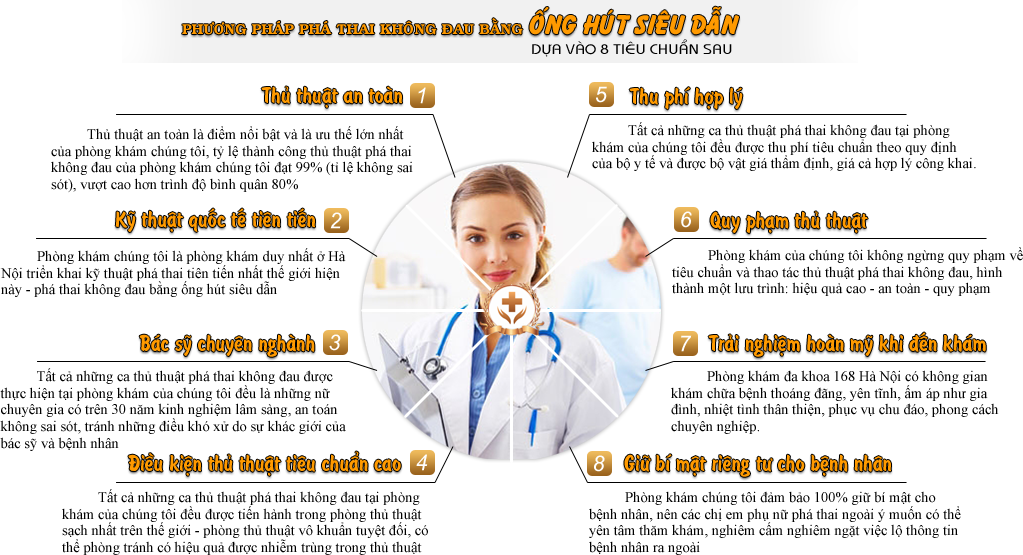 PHƯƠNG PHÁP PHÁ THAI KHÔNG ĐAU BẰNG ỐNG HÚT SIÊU DẪN
DỰA VÀO 8 TIÊU CHUẨN SAU
Thủ thuật an toàn 1
Thủ thuật an toàn là điểm nổi bật và là ưu thế lớn nhất
của phòng khám chúng tôi, tỷ lệ thành công thủ thuật phá thai
không đau của phòng khám chúng tôi đạt 99% (tỉ lệ không sai
sót), vượt cao hơn trình độ bình quân 80%
Kỹ thuật quốc tế tiên tiến 2
Phòng khám chúng tôi là phòng khám duy nhất ở Hà
Nội triển khai kỹ thuật phá thai tiên tiến nhất thế giới hiện
này - phá thai không đau bằng ống hút siêu dẫn
Bác sỹ chuyên nghành 3
Tất cả những ca thủ thuật phá thai không đau được
thực hiện tại phòng khám của chúng tôi đều là những nữ
chuyên gia có trên 30 năm kinh nghiệm lâm sàng, an toán
không sai sót, tránh những điều khó xử do sự khác giới của
bác sỹ và bệnh nhân
Điều kiện thủ thuật tiêu chuẩn cao 4
Tất cả những ca thủ thuật phá thai không đau tại phòng
khám của chúng tôi đều được tiến hành trong phòng thủ thuật
sạch nhất trên thế giới - phòng thủ thuật vô khuẩn tuyệt đối, có
thể phòng tránh có hiệu quả được nhiễm trùng trong thủ thuật
5 Thu phí hợp lý
Tất cả những ca thủ thuật phá thai không đau tại phòng
khám của chúng tôi đều được thụ phí tiêu chuẩn theo quy định
của bộ y tế và được bộ vật giá thẩm định, giá cả hợp lý công khai.
6 Quy phạm thủ thuật
Phòng khám của chúng tôi không ngừng quy phạm về
tiêu chuẩn và thao tác thủ thuật phá thai không đau, hình
thành một lưu trình: hiệu quả cao - an toàn - quy phạm
7 Trải nghiệm hoàn mỹ khi đến khám
Phòng khám đa khoa 168 Hà Nội có không gian
khám chữa bệnh thoáng đãng, yên tĩnh, ấm áp như gia
đình, nhiệt tình thân thiện, phục vụ chu đáo, phong cách
chuyên nghiệp.
8 Giữ bí mật riêng tư cho bệnh nhân
Phòng khám chúng tôi đảm bảo 100% giữ bí mật cho
bệnh nhân, nên các chị em phụ nữ phá thai ngoài ý muốn có thể
yên tâm thăm khám, nghiêm cấm nghiêm ngặt việc lộ thông tin
bệnh nhân ra ngoài